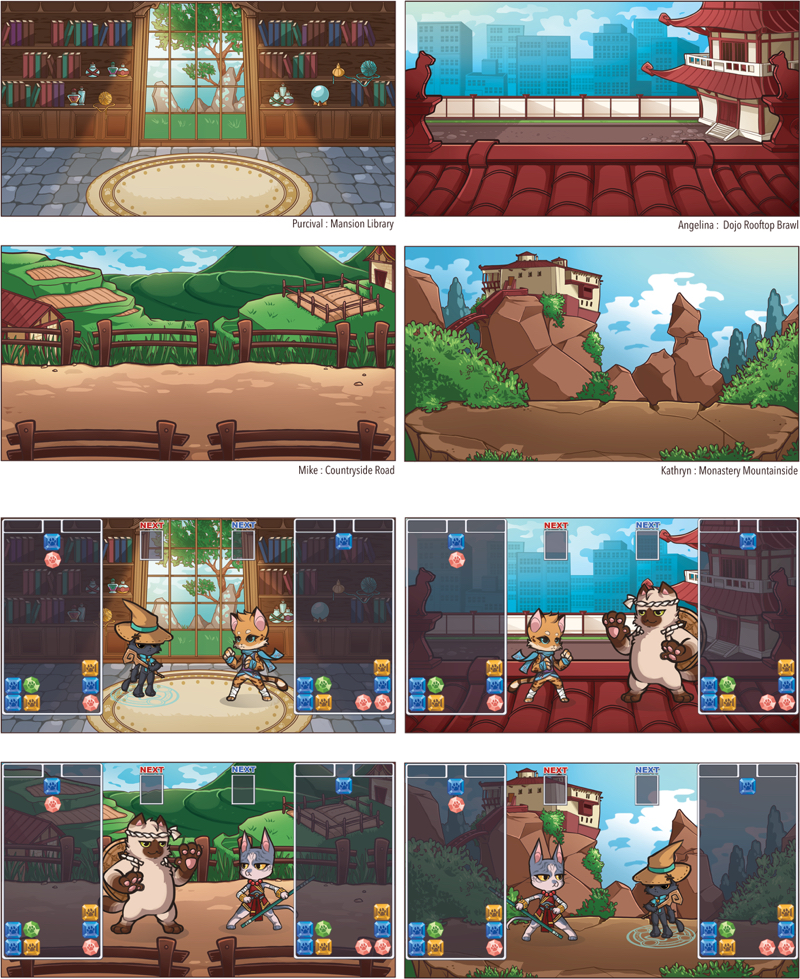 Purcival : Mansion Library
Angelina : Dojo Rooftop Brawl
Mike : Countryside Road
Kathryn : Monastery Mountainside
NEXT
NEXT
NEXT
NEXT
NEXT
NEXT
NEXT
NEXT